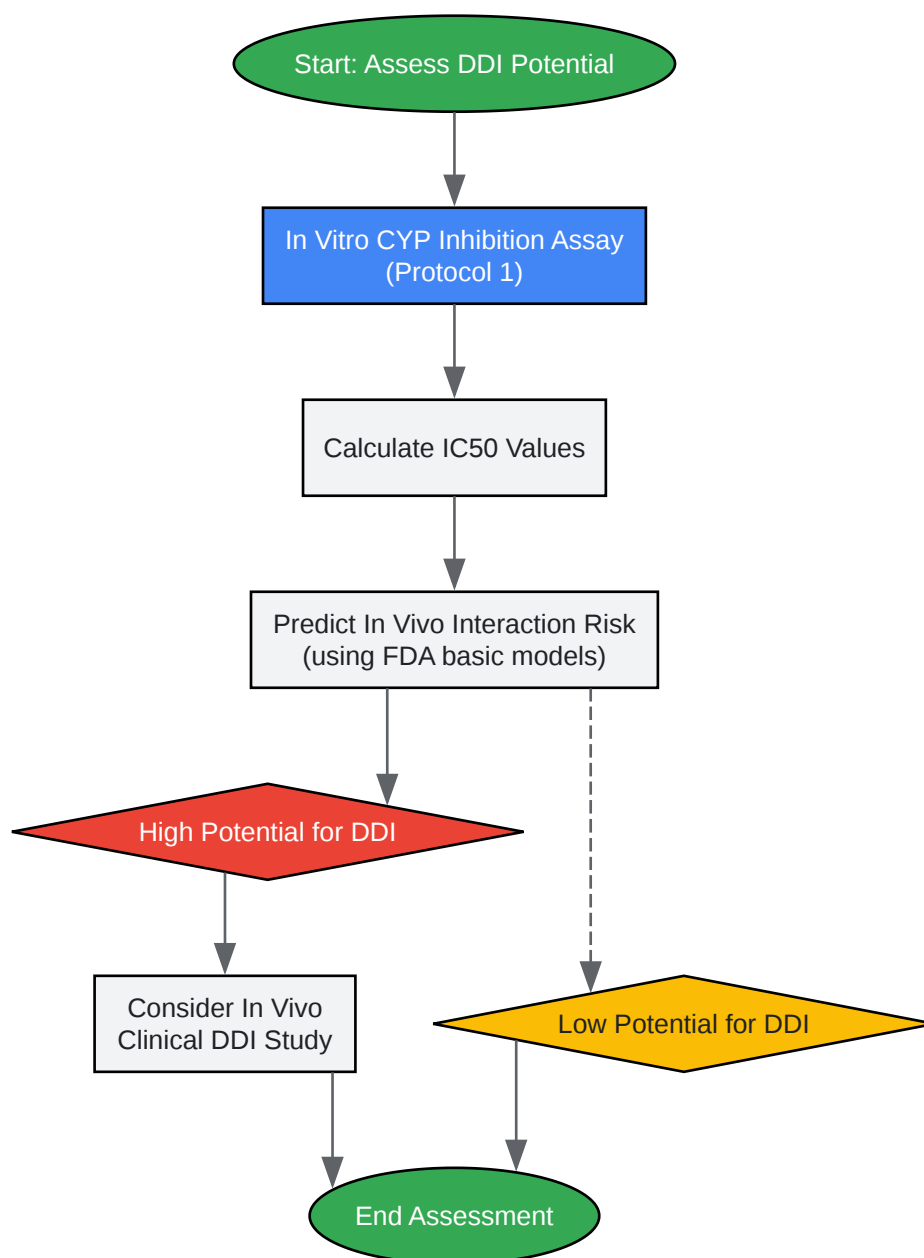 Start: Assess DDI Potential
In Vitro CYP Inhibition Assay
(Protocol 1)
Calculate IC50 Values
Predict In Vivo Interaction Risk
(using FDA basic models)
High Potential for DDI
Consider In Vivo
Clinical DDI Study
Low Potential for DDI
End Assessment